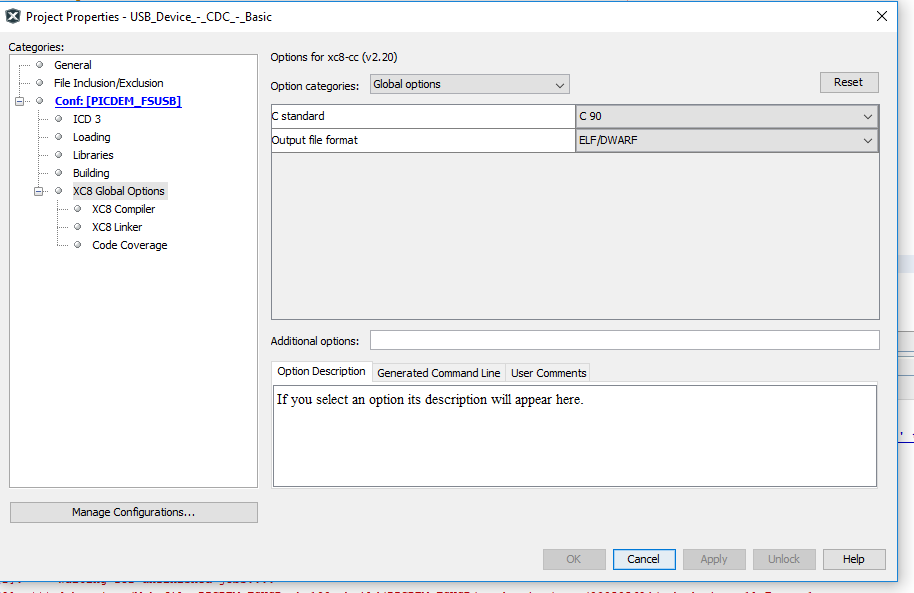 Project Properties - USB_Device_-_CDC_-_Basic
Categories:
General
File Inclusion/Exclusion
Conf: [PICDEM_FSUSB]
ICD 3
Loading
Libraries
Building
XC8 Global Options
XC8 Compiler
XC8 Linker
Code Coverage
Manage Configurations...
Options for xc8-cc (v2.20)
Option categories: Global options Reset
C standard C 90
Output file format ELF/DWARF
Additional options:
Option Description Generated Command Line User Comments
If you select an option its description will appear here.
OK Cancel Apply Unlock Help